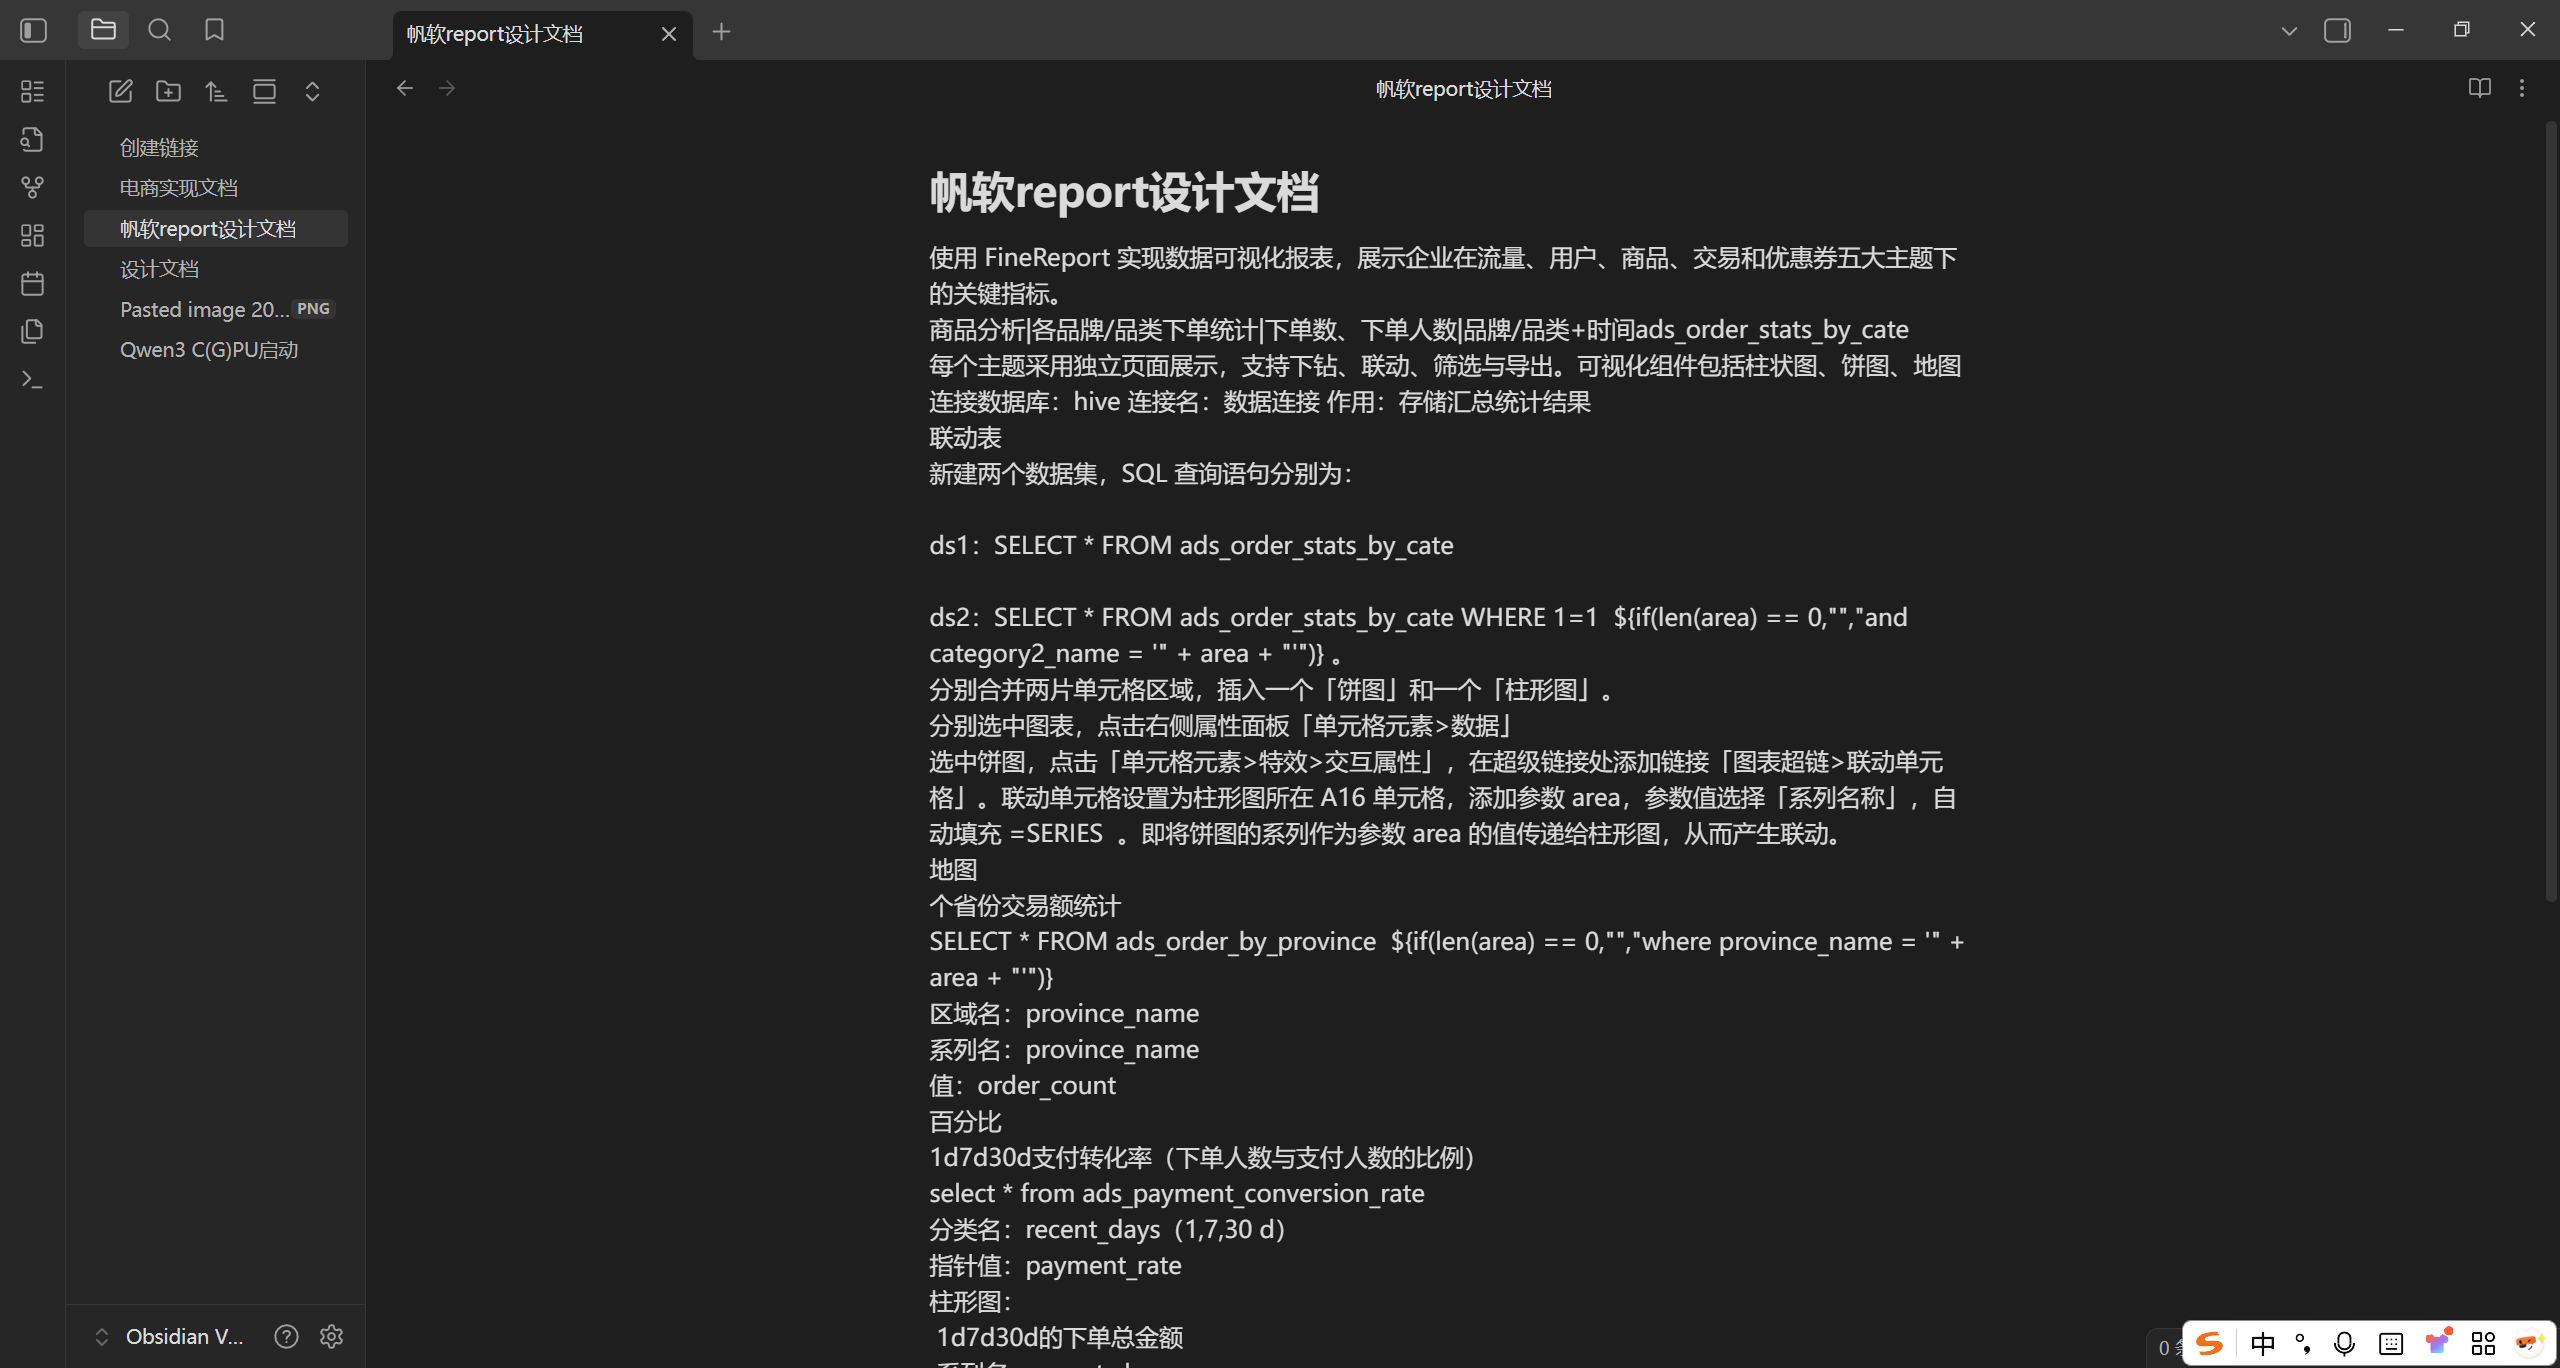 帆软report设计文档
帆软report设计文档
创建链接
电商实现文档
帆软report设计文档
设计文档
Pasted image 20... PNG
Qwen3 C(G)PU启动
帆软report设计文档
使用 FineReport 实现数据可视化报表，展示企业在流量、用户、商品、交易和优惠券五大主题下
的关键指标。
商品分析|各品牌/品类下单统计|下单数、下单人数|品牌/品类+时间ads_order_stats_by_cate
每个主题采用独立页面展示，支持下钻、联动、筛选与导出。可视化组件包括柱状图、饼图、地图
连接数据库：hive 连接名：数据连接 作用：存储汇总统计结果
联动表
新建两个数据集，SQL 查询语句分别为：
ds1：SELECT * FROM ads_order_stats_by_cate
ds2：SELECT * FROM ads_order_stats_by_cate WHERE 1=1  ${if(len(area) == 0,"","and
category2_name = '" + area + "'")} 。
分别合并两片单元格区域，插入一个「饼图」和一个「柱形图」。
分别选中图表，点击右侧属性面板「单元格元素>数据」
选中饼图，点击「单元格元素>特效>交互属性」，在超级链接处添加链接「图表超链>联动单元
格」。联动单元格设置为柱形图所在 A16 单元格，添加参数 area，参数值选择「系列名称」，自
动填充 =SERIES  。即将饼图的系列作为参数 area 的值传递给柱形图，从而产生联动。
地图
个省份交易额统计
SELECT * FROM ads_order_by_province  ${if(len(area) == 0,"","where province_name = '" +
area + "'")}
区域名：province_name
系列名：province_name
值：order_count
百分比
1d7d30d支付转化率（下单人数与支付人数的比例）
select * from ads_payment_conversion_rate
分类名：recent_days（1,7,30 d）
指针值：payment_rate
柱形图：
1d7d30d的下单总金额
Obsidian V...
0
中